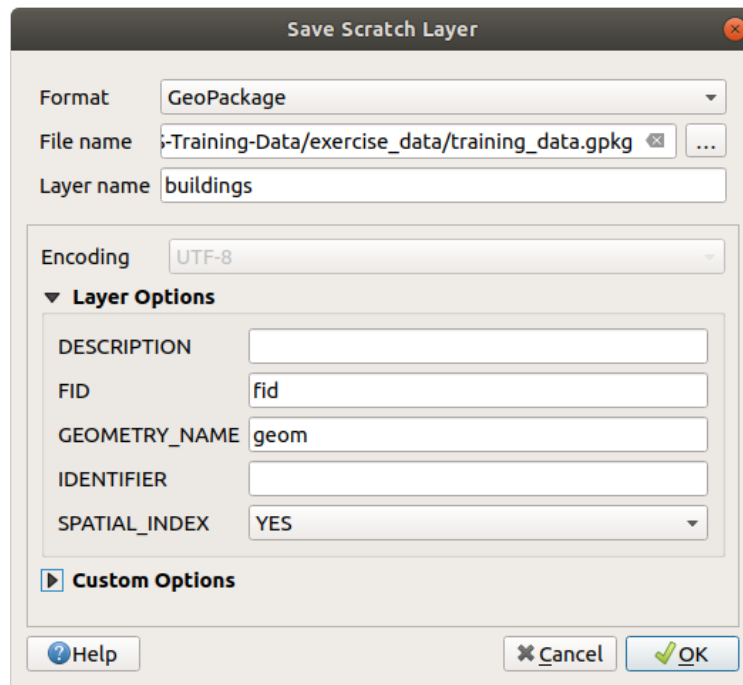 Save Scratch Layer
Format GeoPackage
File name -Training-Data/exercise_data/training_data.gpkg ...
Layer name buildings
Encoding UTF-8
Layer Options
DESCRIPTION
FID fid
GEOMETRY_NAME geom
IDENTIFIER
SPATIAL_INDEX YES
Custom Options
Help Cancel OK